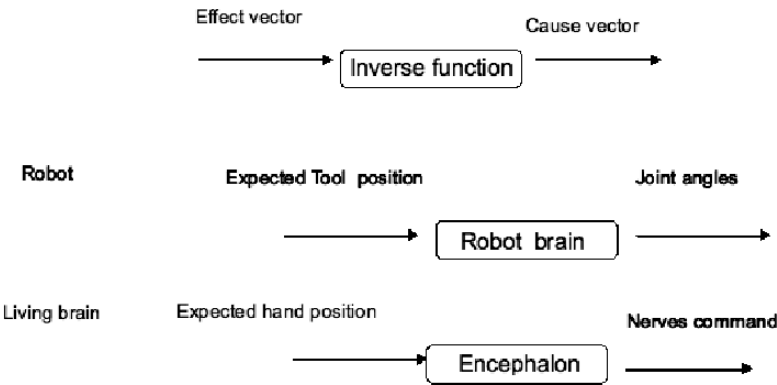 Effect vector
Cause vector
Inverse function
Robot
Expected Tool position
Joint angles
Robot brain
Living brain
Expected hand position
Nerves command
Encephalon